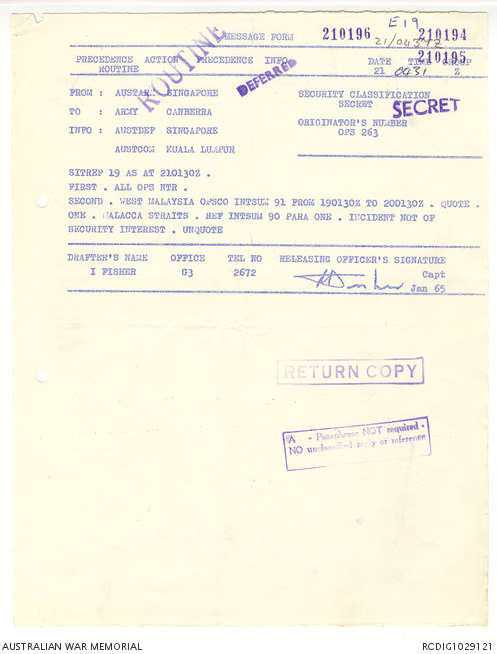 E19
MESSAGE FORM 210196 210194
21/0437Z
210195
PRECEDENCE ACTION PRECEDENCE INFO DATE TIME GROUP
ROUTINE 21 0431 Z
ROUTINE
DEFERRED
FROM : AUSTARM SINGAPORE SECURITY CLASSIFICATION
SECRET SECRET
TO : ARMY CANBERRA
ORIGINATOR'S NUMBER
INFO : AUSTDEF SINGAPORE OPS 263
AUSTCOM KUALA LUMPUR
SITREP 19 AS AT 210130Z .
FIRST . ALL OPS NTR .
SECOND . WEST MALAYSIA OPSCO INTSUM 91 FROM 190130Z TO 200130Z . QUOTE .
ONE . MALACCA STRAITS . REF INTSUM 90 PARA ONE . INCIDENT NOT OF
SECURITY INTEREST . UNQUOTE
DRAFTER'S NAME OFFICE TEL NO RELEASING OFFICER'S SIGNATURE
I FISHER G3 2672 Capt
Jan 65
RETURN COPY
A - Paraphrase NOT required -
NO unclassified reply or reference
AUSTRALIAN WAR MEMORIAL RCDIG1029121